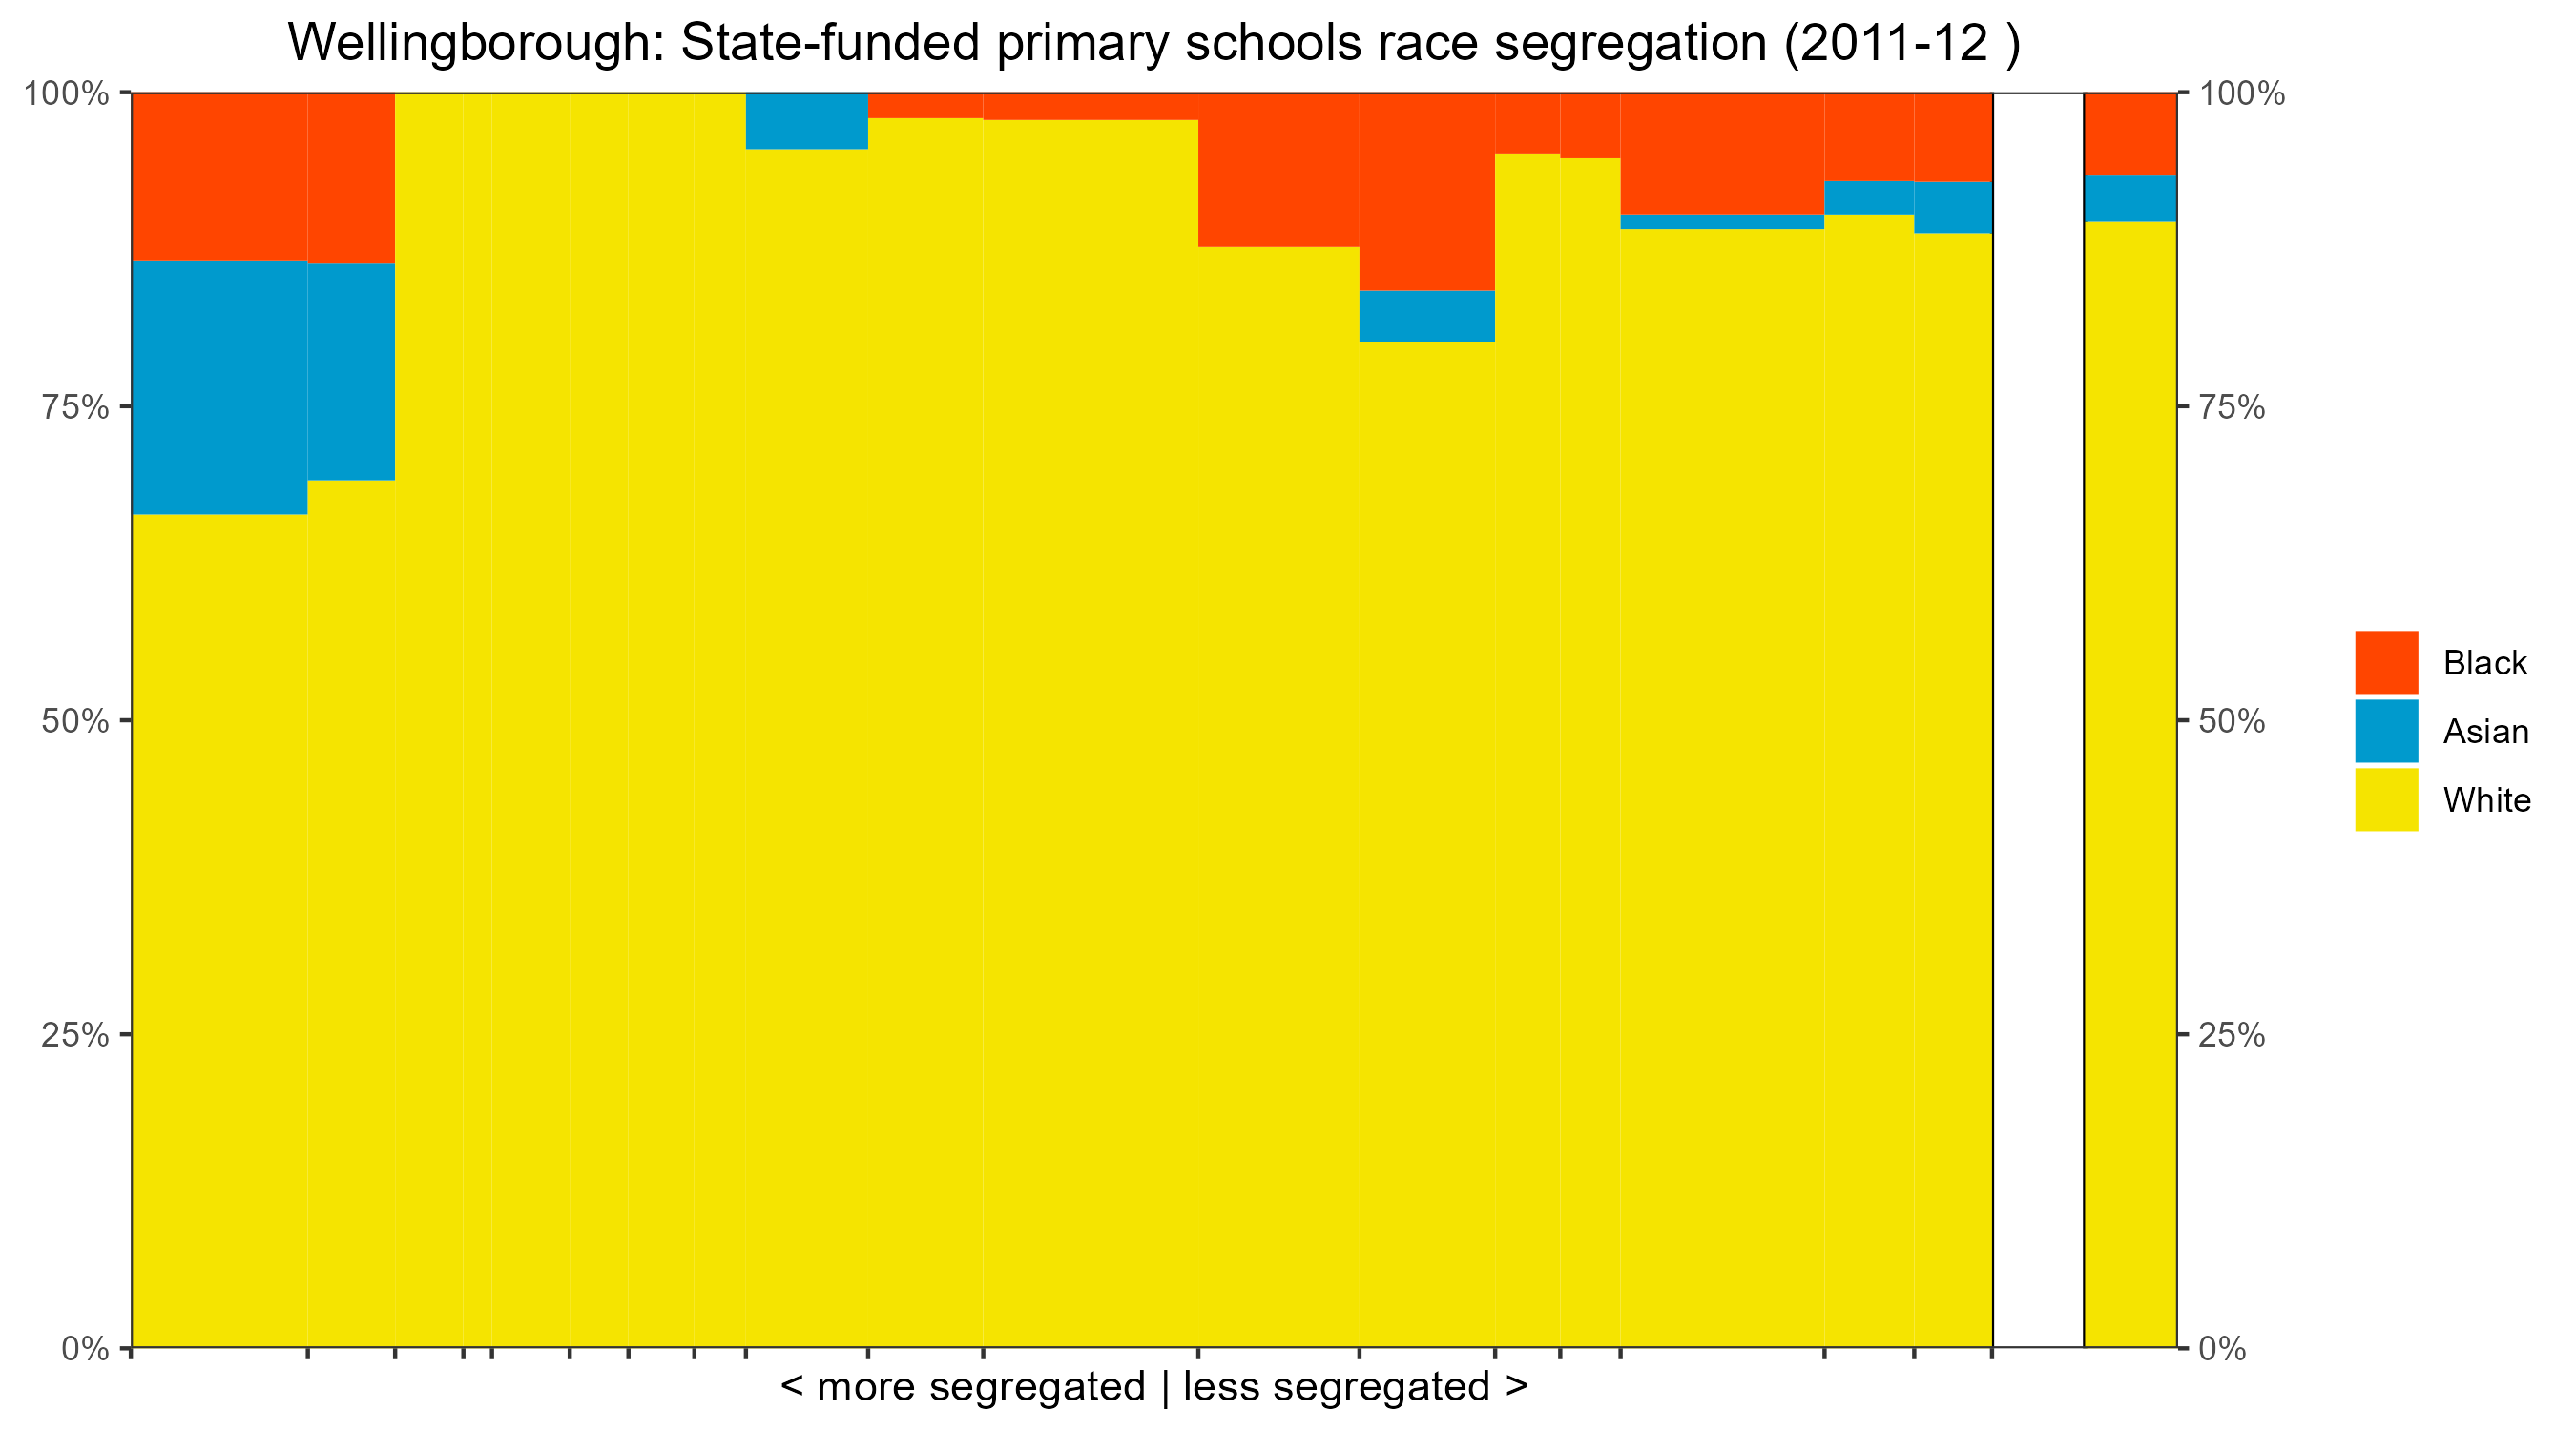 Wellingborough: State-funded primary schools race segregation (2011-12 )
100%
75%
50%
25%
0%
100%
75%
50%
25%
0%
Black
Asian
White
< more segregated | less segregated >